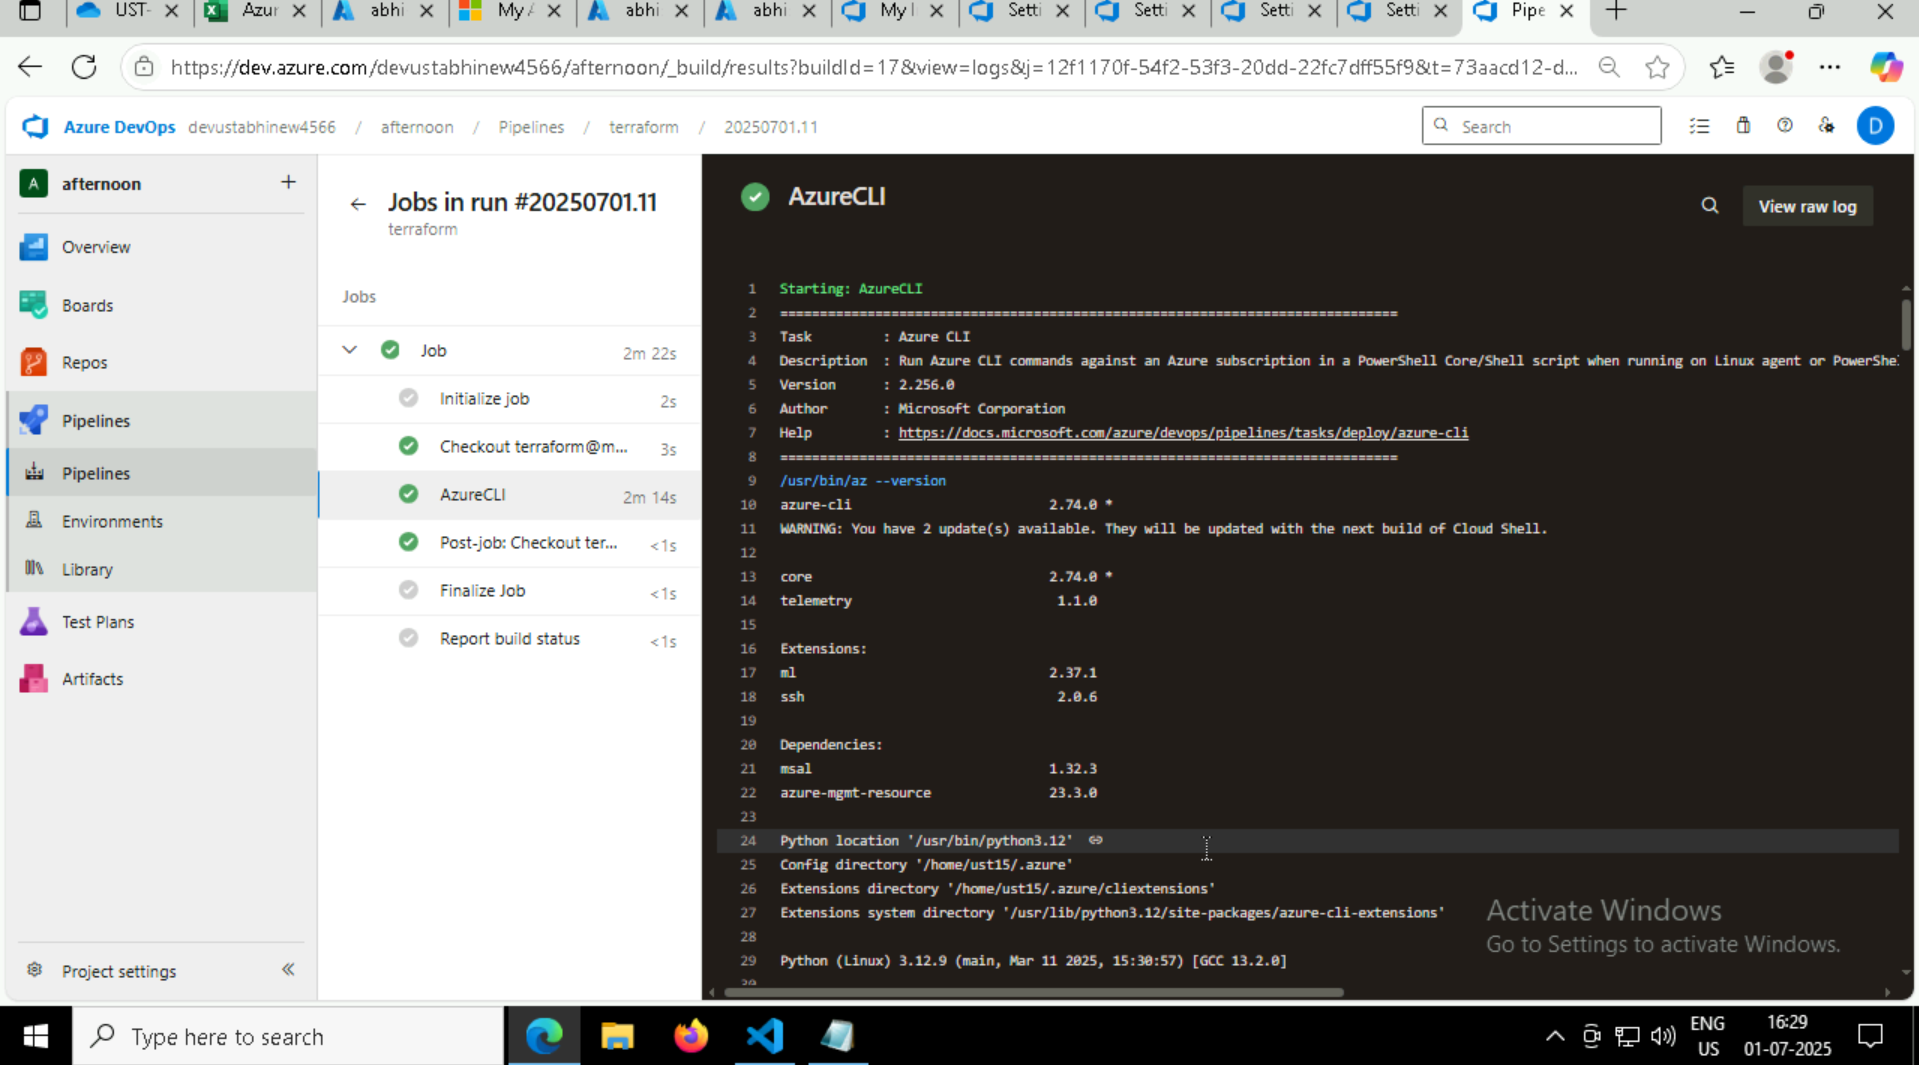 UST-
Azur
abhi
My A
abhi
abhi
My I
Setti
Setti
Setti
Setti
Pipe
https://dev.azure.com/devustabhinew4566/afternoon/_build/results?buildId=17&view=logs&j=12f1170f-54f2-53f3-20dd-22fc7dff55f9&t=73aacd12-d...
Azure DevOps devustabhinew4566 / afternoon / Pipelines / terraform / 20250701.11
Search
D
A afternoon
Overview
Boards
Repos
Pipelines
Pipelines
Environments
Library
Test Plans
Artifacts
Project settings
Jobs in run #20250701.11
terraform
Jobs
Job 2m 22s
Initialize job 2s
Checkout terraform@m... 3s
AzureCLI 2m 14s
Post-job: Checkout ter... <1s
Finalize Job <1s
Report build status <1s
AzureCLI
View raw log
1 Starting: AzureCLI
2 ==============================================================================
3 Task : Azure CLI
4 Description : Run Azure CLI commands against an Azure subscription in a PowerShell Core/Shell script when running on Linux agent or PowerShe
5 Version : 2.256.0
6 Author : Microsoft Corporation
7 Help : https://docs.microsoft.com/azure/devops/pipelines/tasks/deploy/azure-cli
8 ==============================================================================
9 /usr/bin/az --version
10 azure-cli 2.74.0 *
11 WARNING: You have 2 update(s) available. They will be updated with the next build of Cloud Shell.
12
13 core 2.74.0 *
14 telemetry 1.1.0
15
16 Extensions:
17 ml 2.37.1
18 ssh 2.0.6
19
20 Dependencies:
21 msal 1.32.3
22 azure-mgmt-resource 23.3.0
23
24 Python location '/usr/bin/python3.12'
25 Config directory '/home/ust15/.azure'
26 Extensions directory '/home/ust15/.azure/cliextensions'
27 Extensions system directory '/usr/lib/python3.12/site-packages/azure-cli-extensions'
28
29 Python (Linux) 3.12.9 (main, Mar 11 2025, 15:30:57) [GCC 13.2.0]
30
Activate Windows
Go to Settings to activate Windows.
Type here to search
ENG
US
16:29
01-07-2025